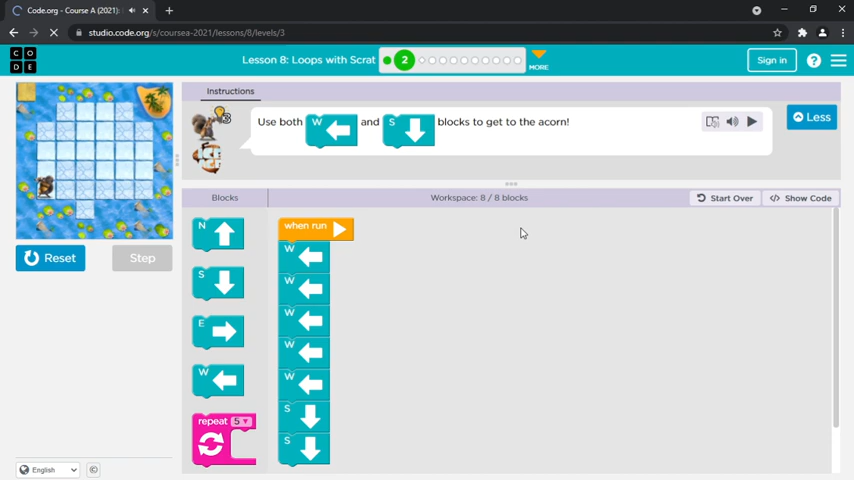 Code.org - Course A (2021):
studio.code.org/s/coursea-2021/lessons/8/levels/3
C O
D E
Lesson 8: Loops with Scrat
2
MORE
Sign in
?
Instructions
3
Use both W and S blocks to get to the acorn!
Less
Blocks
Workspace: 8 / 8 blocks
Start Over
</> Show Code
N
S
E
W
repeat 5
when run
W
W
W
W
W
S
S
Reset
Step
English
©